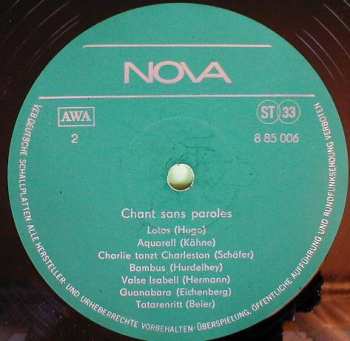 NOVA
AWA
ST 33
2
8 85 006
Chant sans paroles
Lotos (Hugo)
Aquarell (Kähne)
Charlie tanzt Charleston (Schäfer)
Bambus (Hurdelhey)
Valse Isabell (Hermann)
Guanabara (Eichenberg)
Tatarenritt (Beier)
VEB DEUTSCHE SCHALLPLATTEN · ALLE HERSTELLER- UND URHEBERRECHTE VORBEHALTEN · ÜBERSPIELUNG, ÖFFENTLICHE AUFFÜHRUNG UND RUNDFUNKSENDUNG VERBOTEN